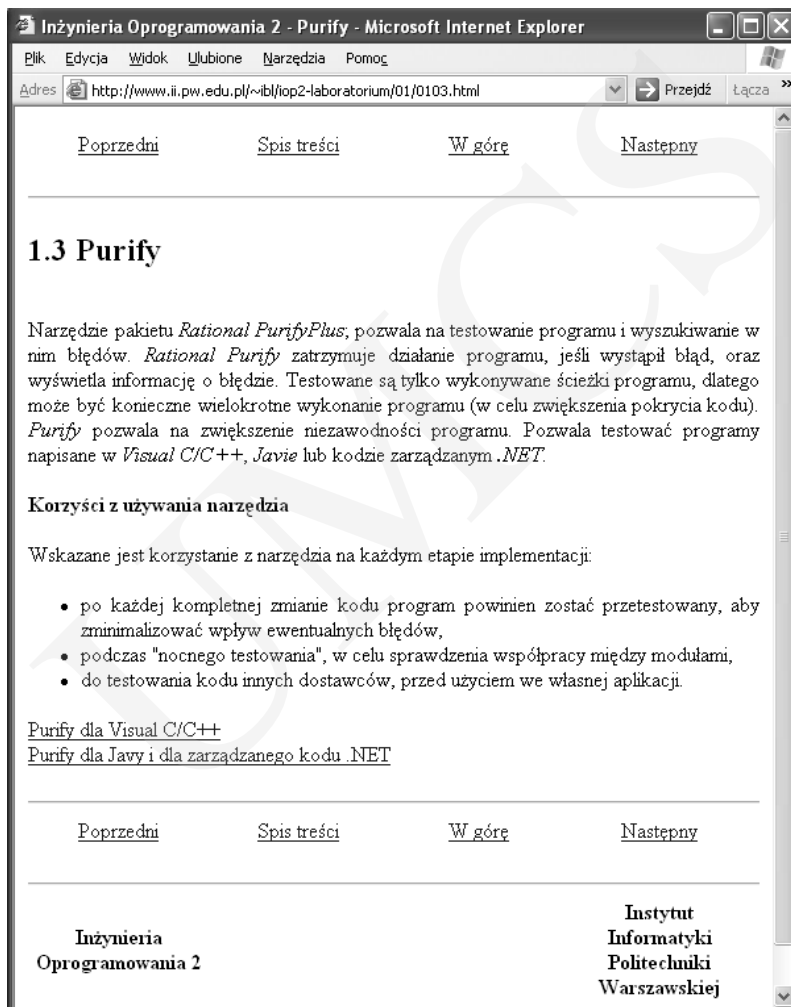 Inżynieria Oprogramowania 2 - Purify - Microsoft Internet Explorer
Plik Edycja Widok Ulubione Narzędzia Pomoc
Adres http://www.ii.pw.edu.pl/~ibl/iop2-laboratorium/01/0103.html Przejdź Łącza »
Poprzedni Spis treści W górę Następny
1.3 Purify
Narzędzie pakietu Rational PurifyPlus, pozwala na testowanie programu i wyszukiwanie w
nim błędów. Rational Purify zatrzymuje działanie programu, jeśli wystąpił błąd, oraz
wyświetla informację o błędzie. Testowane są tylko wykonywane ścieżki programu, dlatego
może być konieczne wielokrotne wykonanie programu (w celu zwiększenia pokrycia kodu).
Purify pozwala na zwiększenie niezawodności programu. Pozwala testować programy
napisane w Visual C/C++, Javie lub kodzie zarządzanym .NET.
Korzyści z używania narzędzia
Wskazane jest korzystanie z narzędzia na każdym etapie implementacji:
• po każdej kompletnej zmianie kodu program powinien zostać przetestowany, aby
zminimalizować wpływ ewentualnych błędów,
• podczas "nocnego testowania", w celu sprawdzenia współpracy między modułami,
• do testowania kodu innych dostawców, przed użyciem we własnej aplikacji.
Purify dla Visual C/C++
Purify dla Javy i dla zarządzanego kodu .NET
Poprzedni Spis treści W górę Następny
Inżynieria
Oprogramowania 2
Instytut
Informatyki
Politechniki
Warszawskiej
UMCS